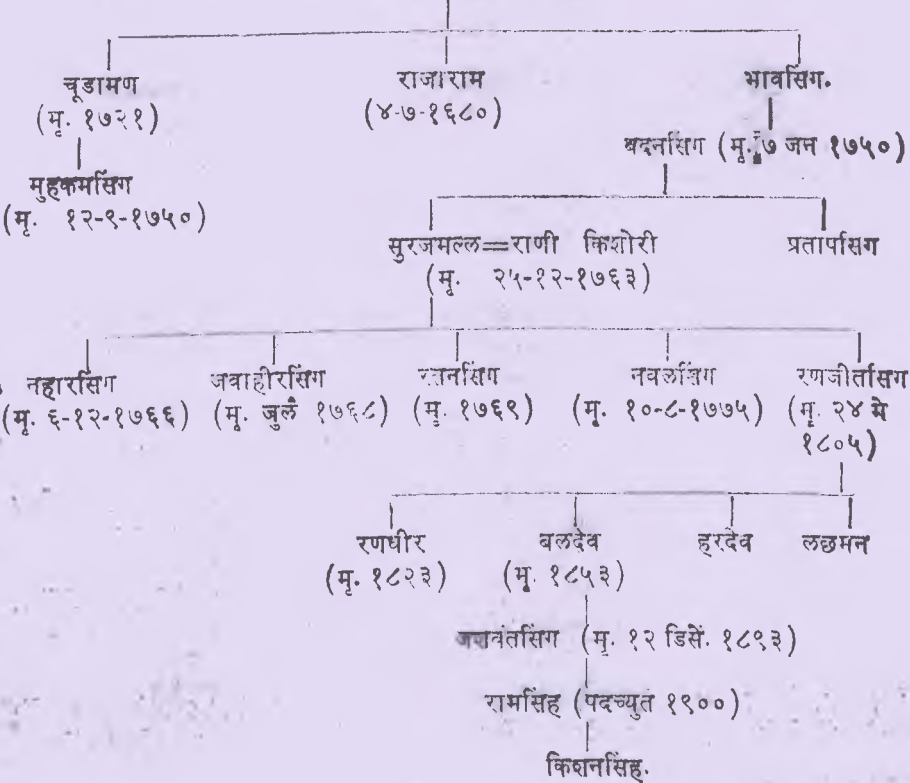 चूडामण राजाराम भावसिंग.
(मृ. १७२१) (४-७-१६८०)
बदनसिंग (मृ. ७ जन १७५०)
मुहकमसिंग
(मृ. १२-९-१७५०)
सुरजमल्ल=राणी किशोरी प्रतापसिंग
(मृ. २५-१२-१७६३)
नहारसिंग जवाहीरसिंग रतनसिंग नवलसिंग रणजीतसिंग
(मृ. ६-१२-१७६६) (मृ. जुलै १७६८) (मृ. १७६९) (मृ. १०-८-१७७५) (मृ. २४ मे
१८०५)
रणधीर बलदेव हरदेव लछमन
(मृ. १८२३) (मृ. १८५३)
जशवंतसिंग (मृ. १२ डिसें. १८९३)
रामसिंह (पदच्युत १९००)
किशनसिंह.